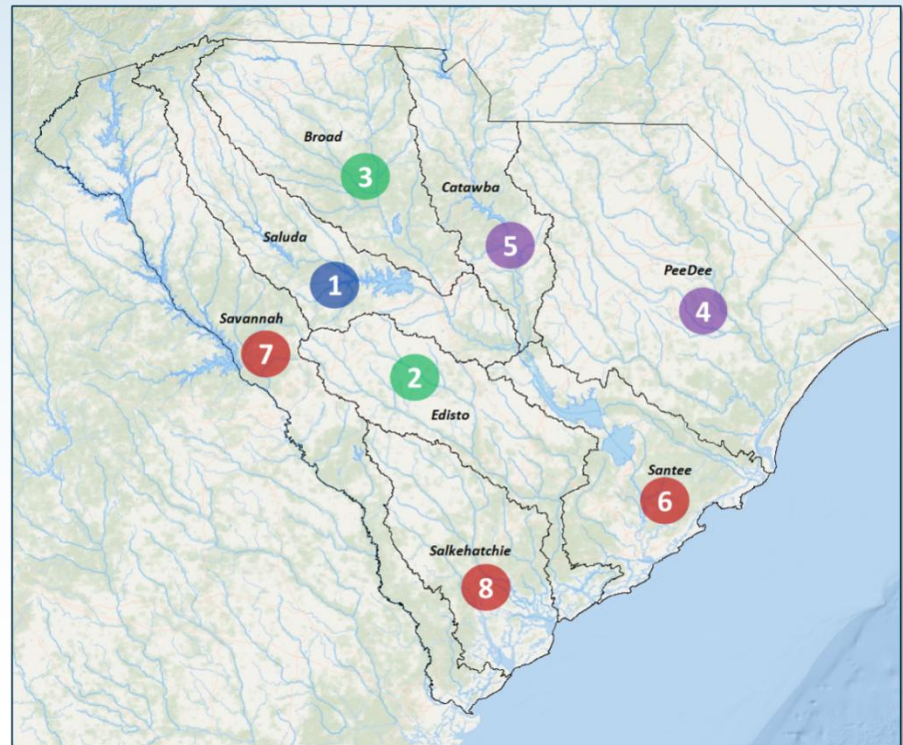 Broad
3
Catawba
5
Saluda
1
PeeDee
4
Savannah
7
2
Edisto
Santee
6
Salkehatchie
8